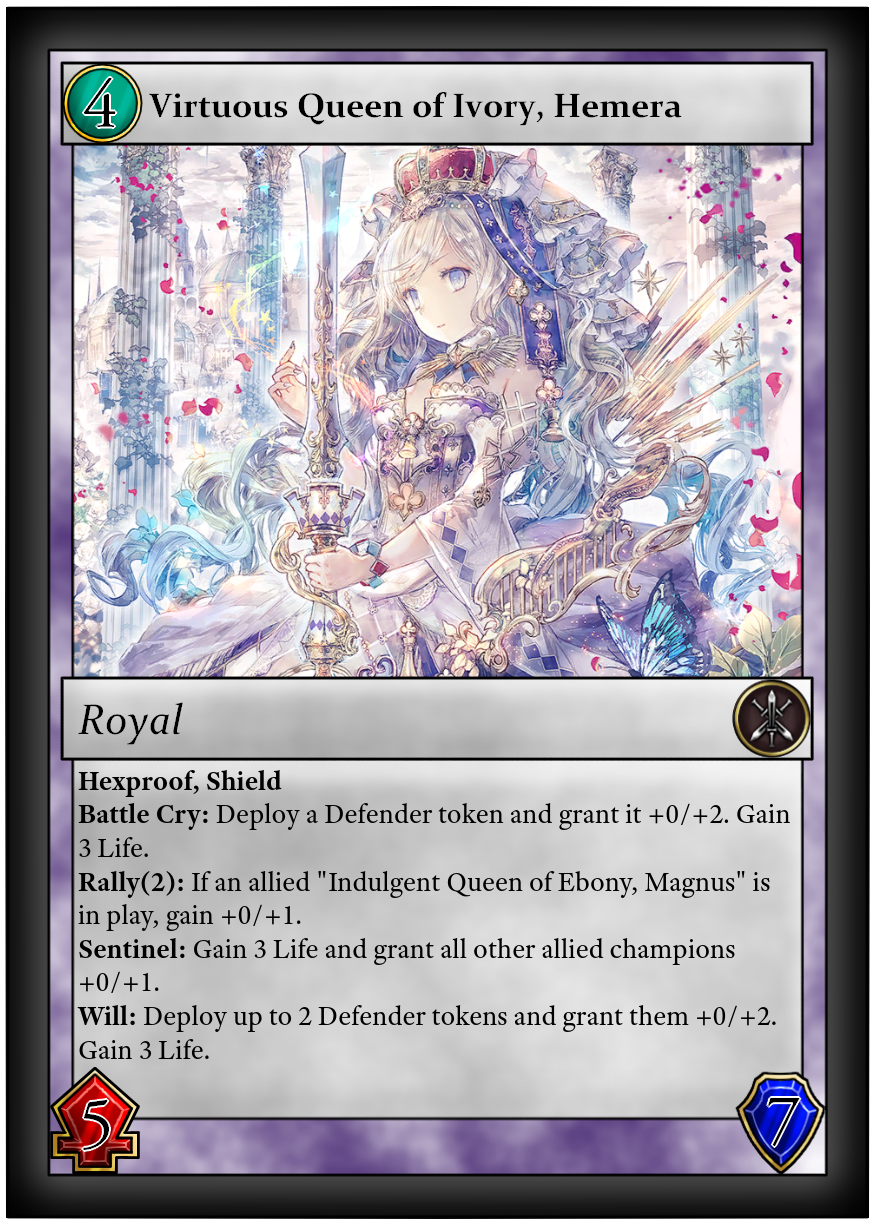 4
Virtuous Queen of Ivory, Hemera
Royal
Hexproof, Shield
Battle Cry: Deploy a Defender token and grant it +0/+2. Gain
3 Life.
Rally(2): If an allied "Indulgent Queen of Ebony, Magnus" is
in play, gain +0/+1.
Sentinel: Gain 3 Life and grant all other allied champions
+0/+1.
Will: Deploy up to 2 Defender tokens and grant them +0/+2.
Gain 3 Life.
5
7